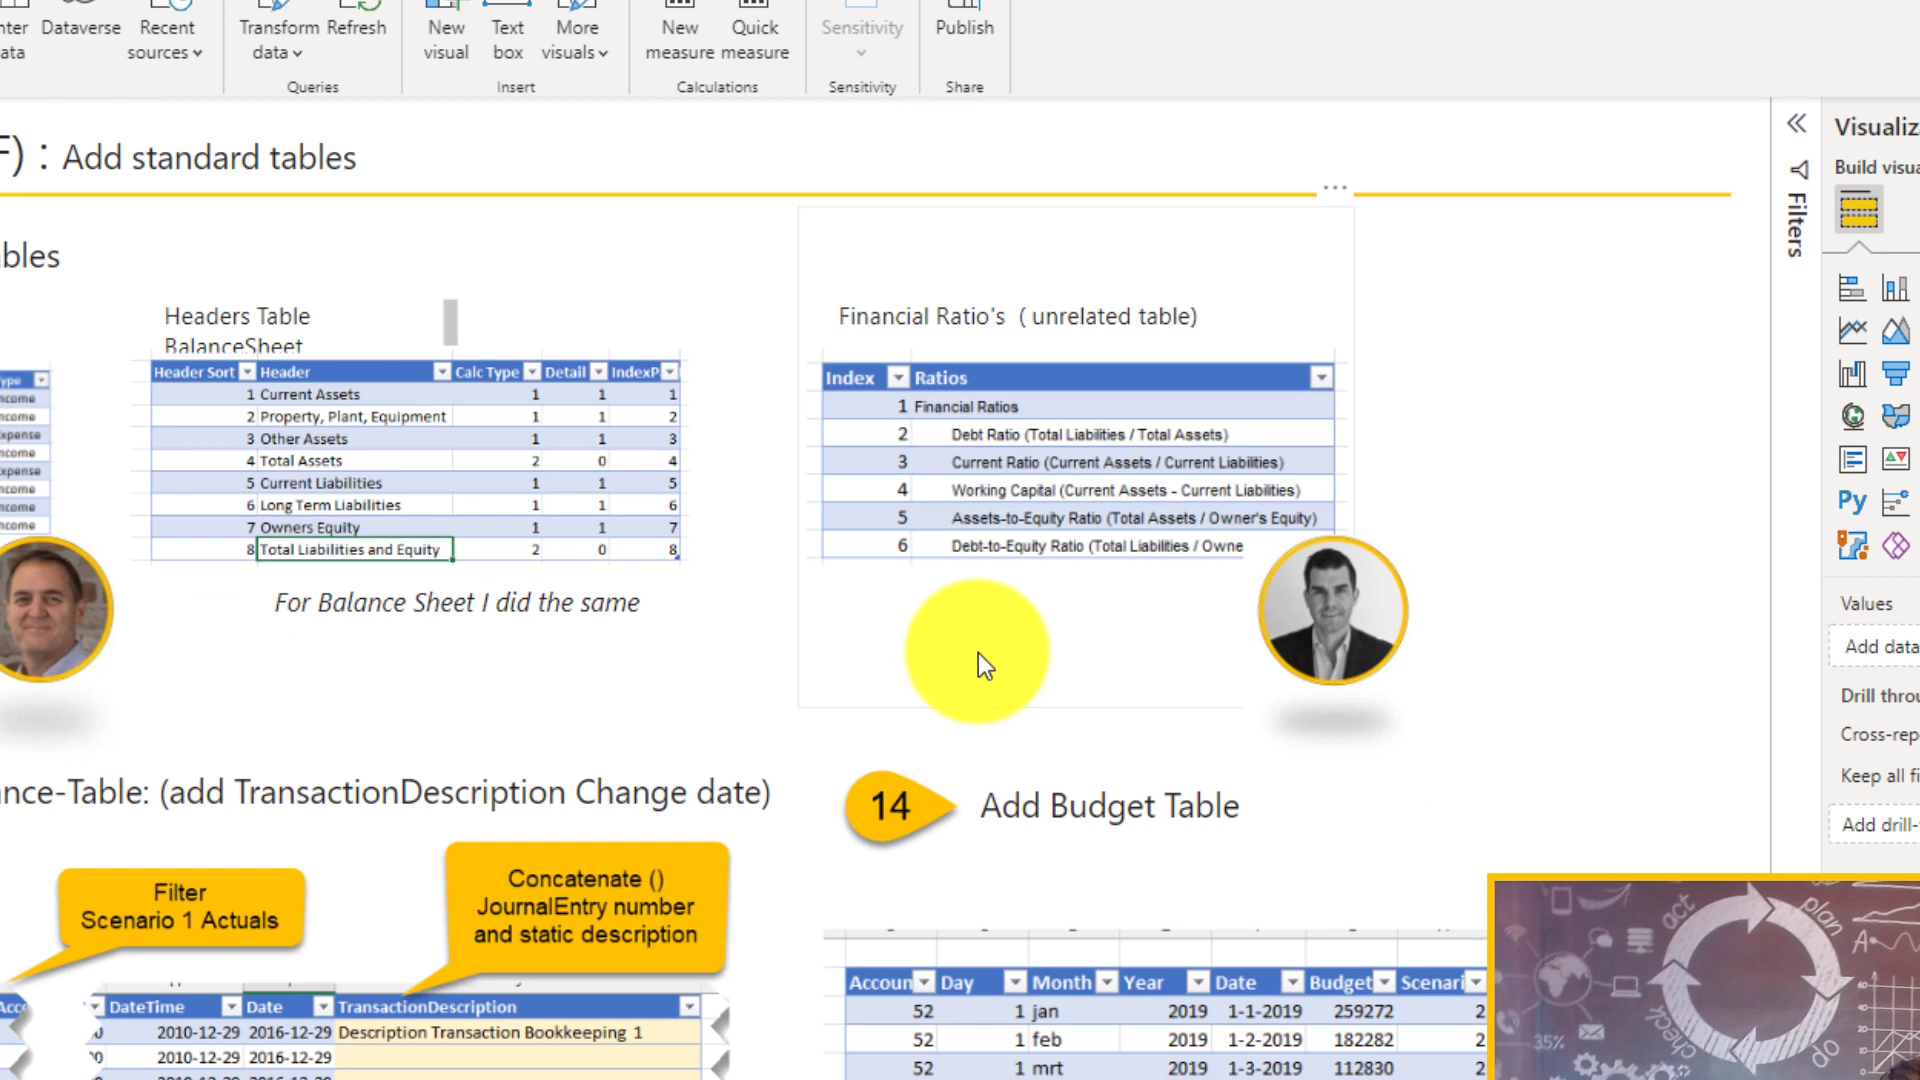 Dataverse
Recent
sources
Transform
data
Refresh
Queries
New
visual
Text
box
More
visuals
Insert
New
measure
Quick
measure
Calculations
Sensitivity
Sensitivity
Publish
Share
F) : Add standard tables
Headers Table
BalanceSheet
Header Sort Header Calc Type Detail IndexP
1 Current Assets 1 1 1
2 Property, Plant, Equipment 1 1 2
3 Other Assets 1 1 3
4 Total Assets 2 0 4
5 Current Liabilities 1 1 5
6 Long Term Liabilities 1 1 6
7 Owners Equity 1 1 7
8 Total Liabilities and Equity 2 0 8
For Balance Sheet I did the same
Financial Ratio's ( unrelated table)
Index Ratios
1 Financial Ratios
2 Debt Ratio (Total Liabilities / Total Assets)
3 Current Ratio (Current Assets / Current Liabilities)
4 Working Capital (Current Assets - Current Liabilities)
5 Assets-to-Equity Ratio (Total Assets / Owner's Equity)
6 Debt-to-Equity Ratio (Total Liabilities / Owne
Filters
Visualiz
Build visua
Values
Add data
Drill throu
Cross-rep
Keep all fi
Add drill-
nce-Table: (add TransactionDescription Change date)
Filter
Scenario 1 Actuals
Concatenate ()
JournalEntry number
and static description
DateTime Date TransactionDescription
2010-12-29 2016-12-29 Description Transaction Bookkeeping 1
2010-12-29 2016-12-29
14 Add Budget Table
Accoun Day Month Year Date Budget Scenari
52 1 jan 2019 1-1-2019 259272 2
52 1 feb 2019 1-2-2019 182282 2
52 1 mrt 2019 1-3-2019 112830 2
act
plan
check
do
35%
Py